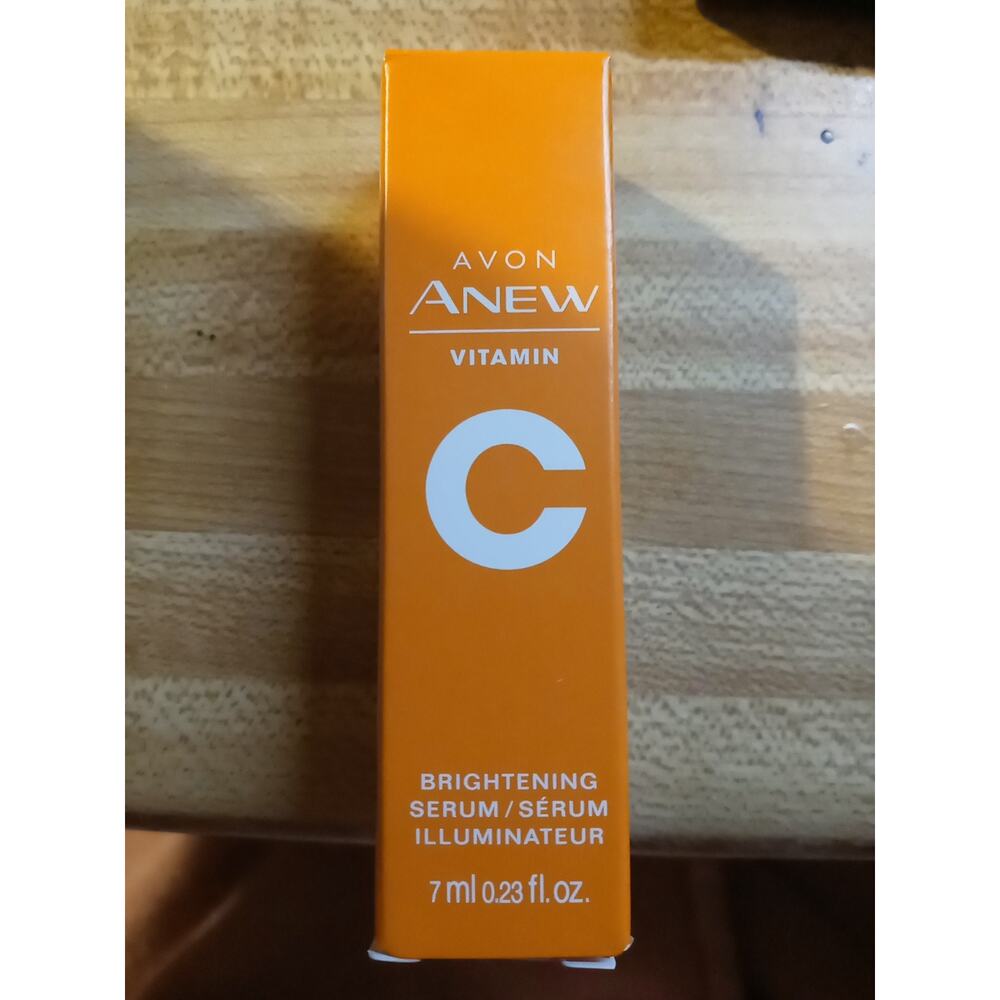 AVON
ANEW
VITAMIN
C
BRIGHTENING
SERUM / SÉRUM
ILLUMINATEUR
7 ml 0.23 fl. oz.